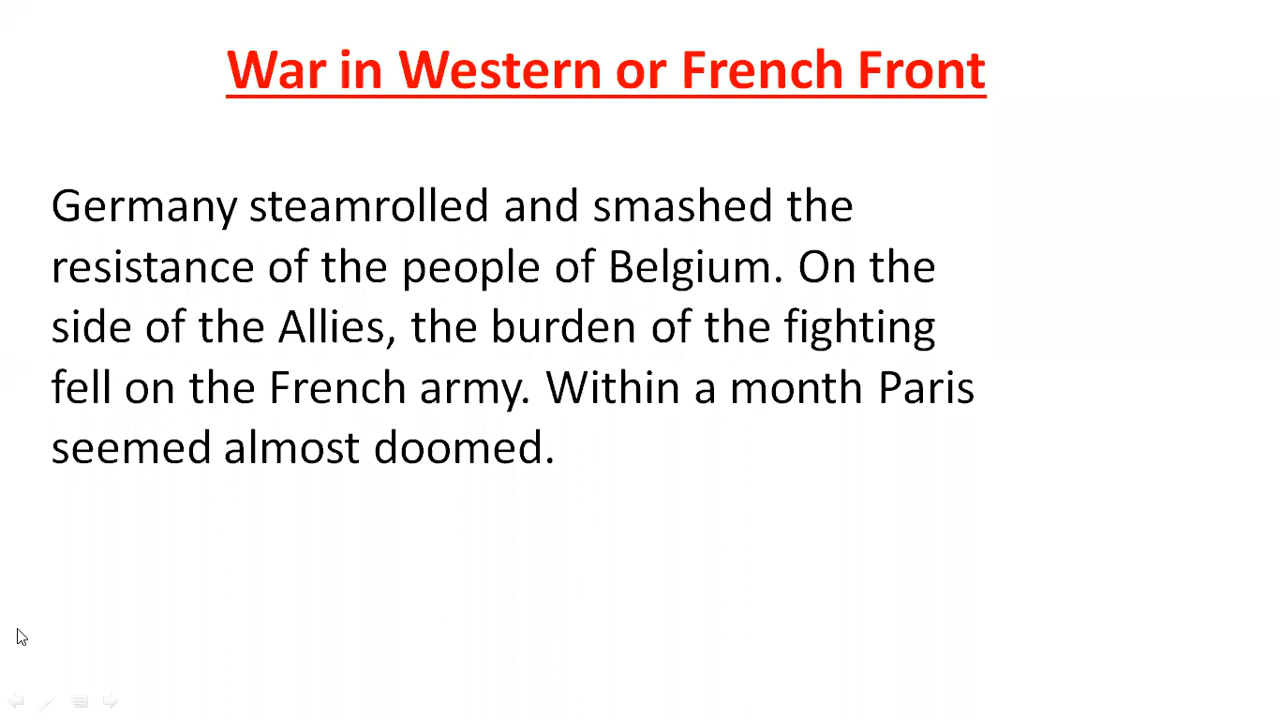 War in Western or French Front
Germany steamrolled and smashed the
resistance of the people of Belgium. On the
side of the Allies, the burden of the fighting
fell on the French army. Within a month Paris
seemed almost doomed.